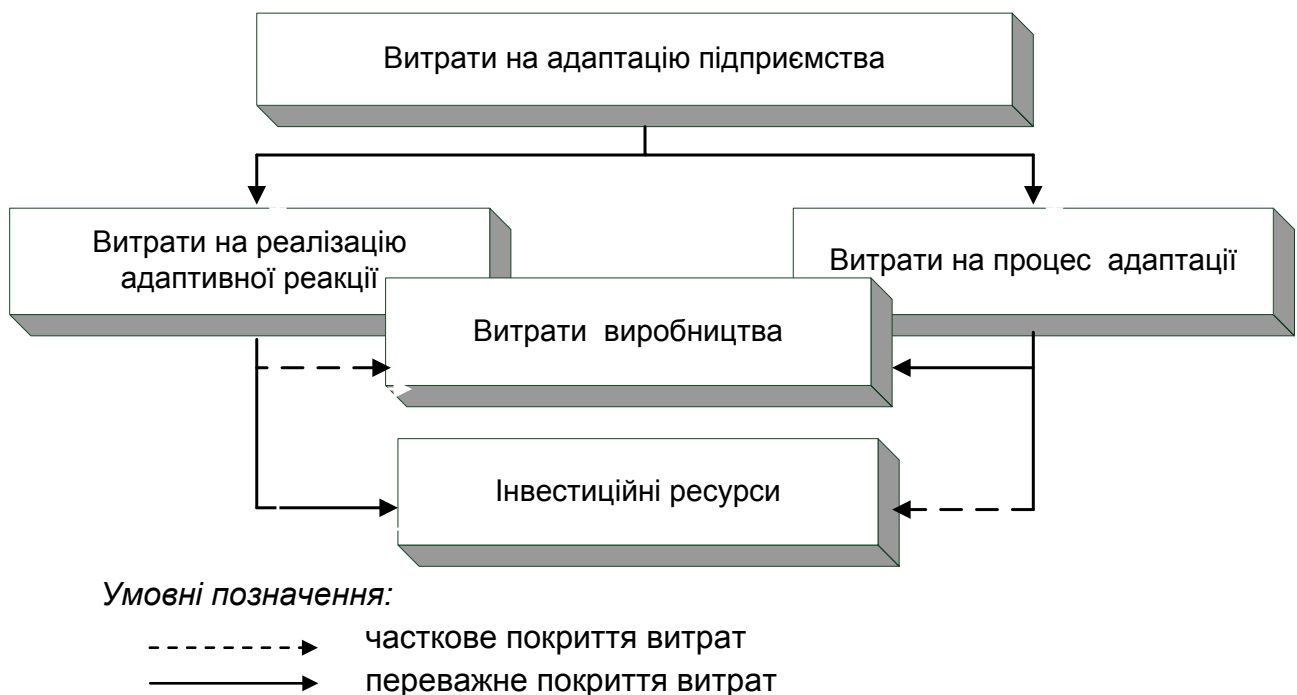 Витрати на адаптацію підприємства
Витрати на реалізацію
адаптивної реакції
Витрати на процес адаптації
Витрати виробництва
Інвестиційні ресурси
Умовні позначення:
часткове покриття витрат
переважне покриття витрат